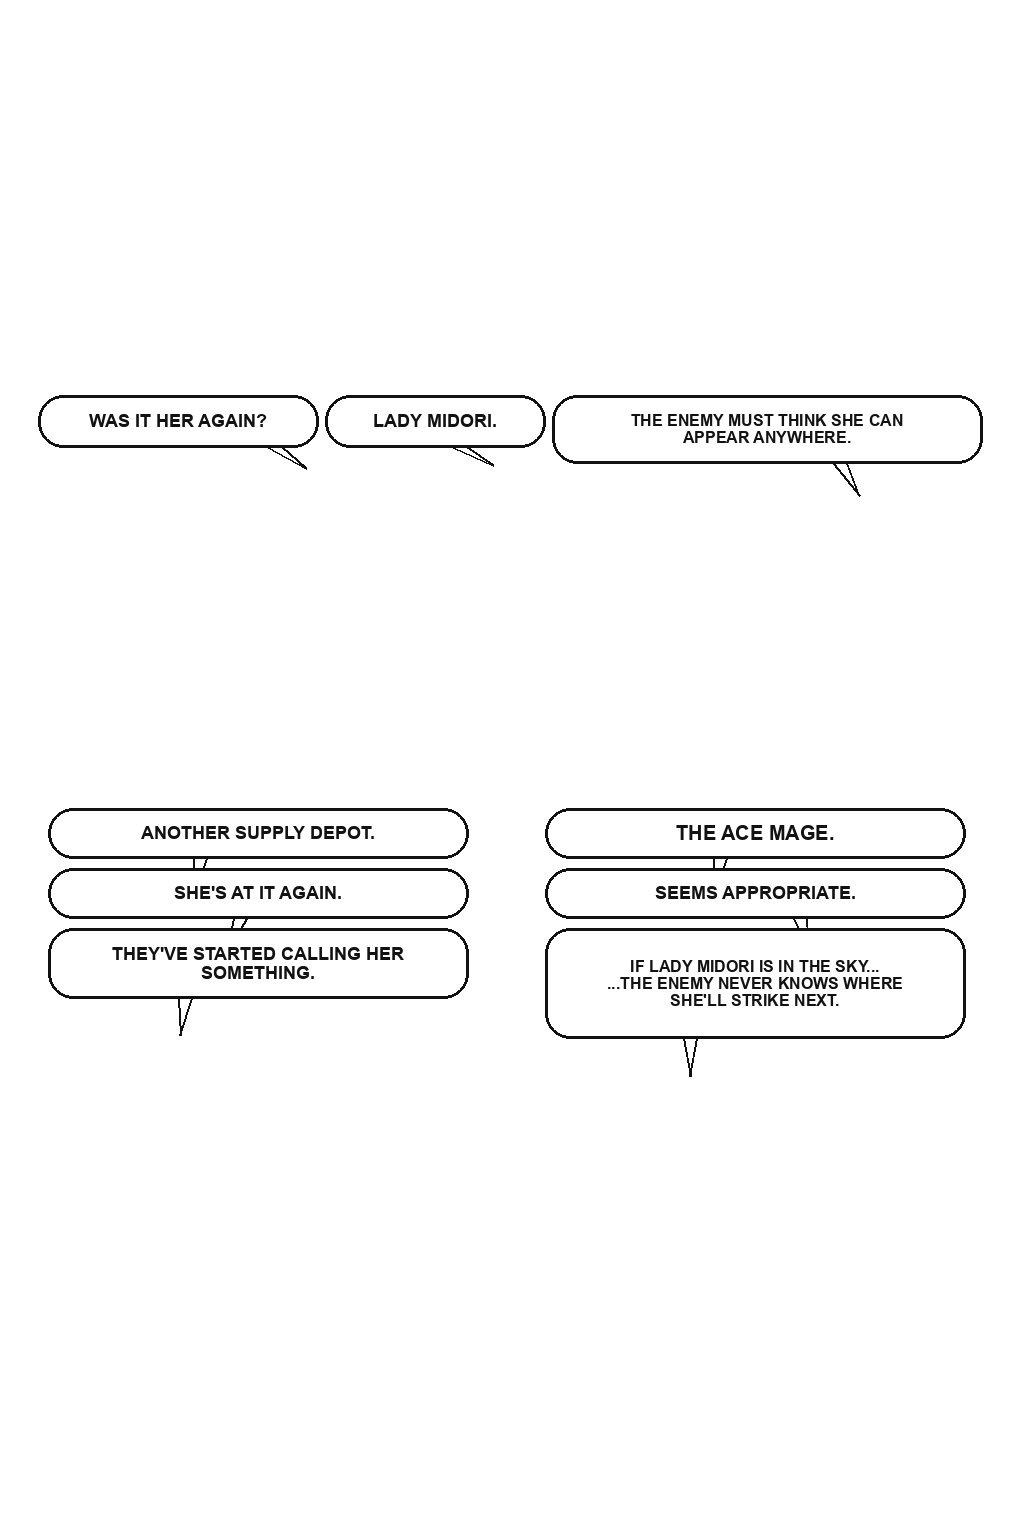 WAS IT HER AGAIN?
LADY MIDORI.
THE ENEMY MUST THINK SHE CAN
APPEAR ANYWHERE.
ANOTHER SUPPLY DEPOT.
SHE'S AT IT AGAIN.
THEY'VE STARTED CALLING HER
SOMETHING.
THE ACE MAGE.
SEEMS APPROPRIATE.
IF LADY MIDORI IS IN THE SKY...
...THE ENEMY NEVER KNOWS WHERE
SHE'LL STRIKE NEXT.